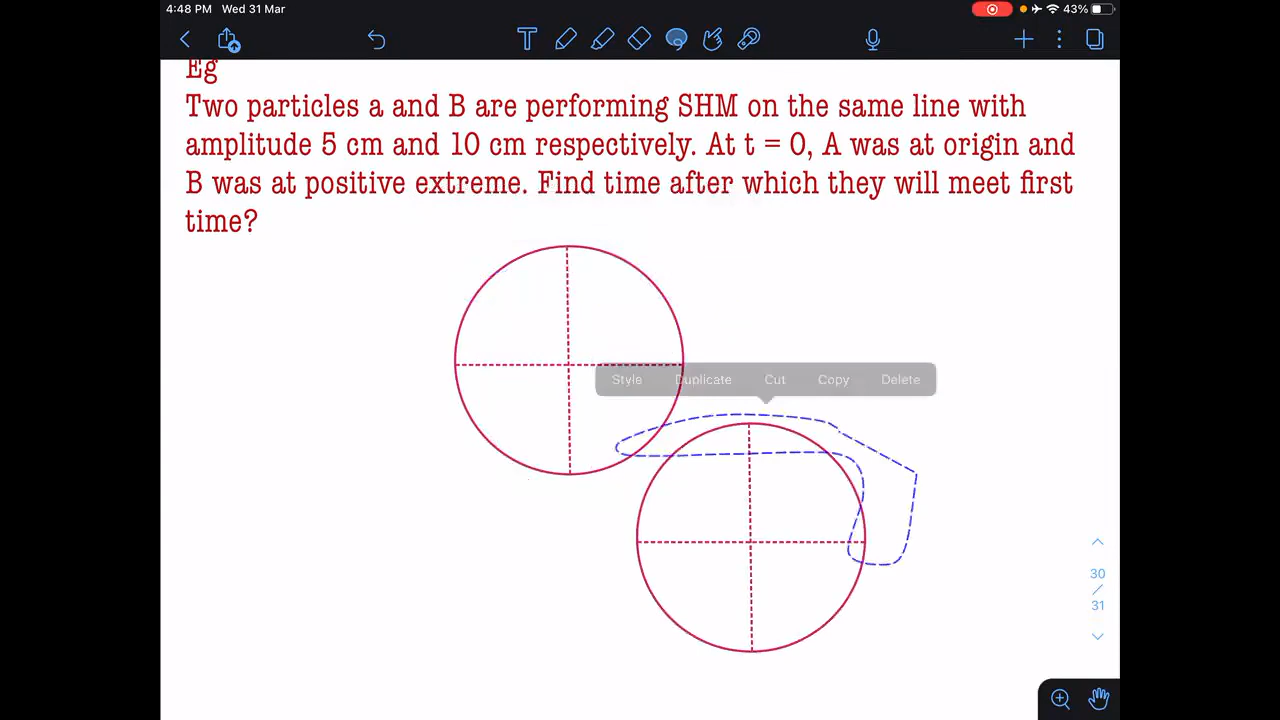 4:48 PM Wed 31 Mar
43%
Eg
Two particles a and B are performing SHM on the same line with
amplitude 5 cm and 10 cm respectively. At t = 0, A was at origin and
B was at positive extreme. Find time after which they will meet first
time?
Style Duplicate Cut Copy Delete
30
/
31